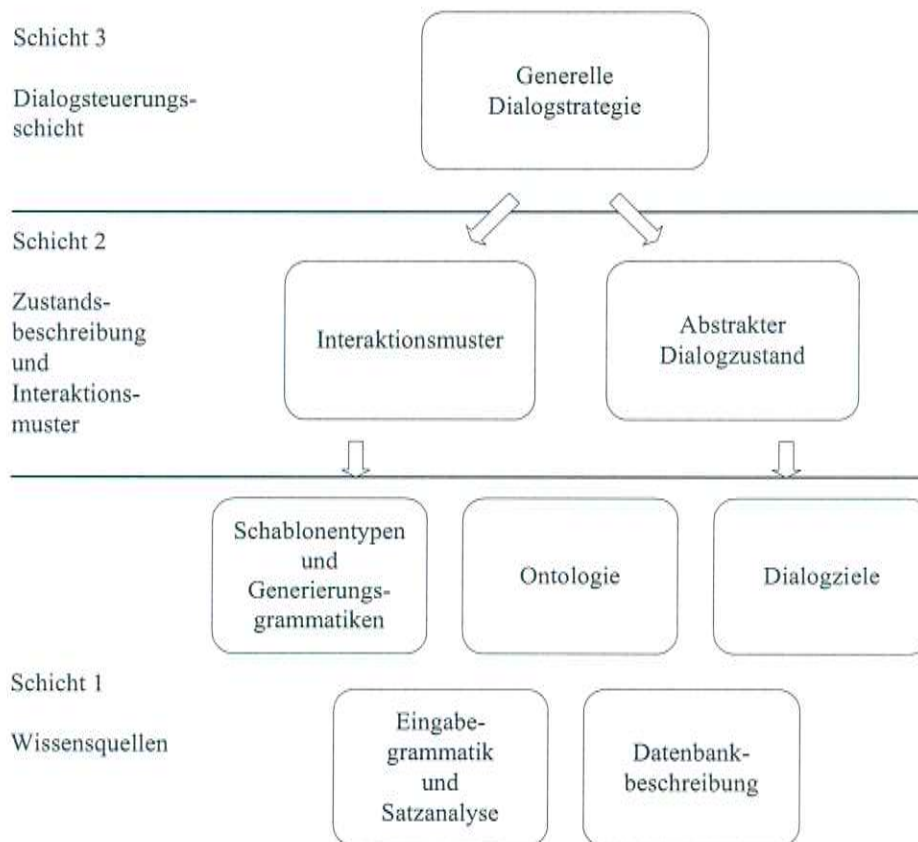 Schicht 3
Dialogsteuerungs-
schicht
Generelle
Dialogstrategie
Schicht 2
Zustands-
beschreibung
und
Interaktions-
muster
Interaktionsmuster
Abstrakter
Dialogzustand
Schablonentypen
und
Generierungs-
grammatiken
Ontologie
Dialogziele
Schicht 1
Wissensquellen
Eingabe-
grammatik
und
Satzanalyse
Datenbank-
beschreibung